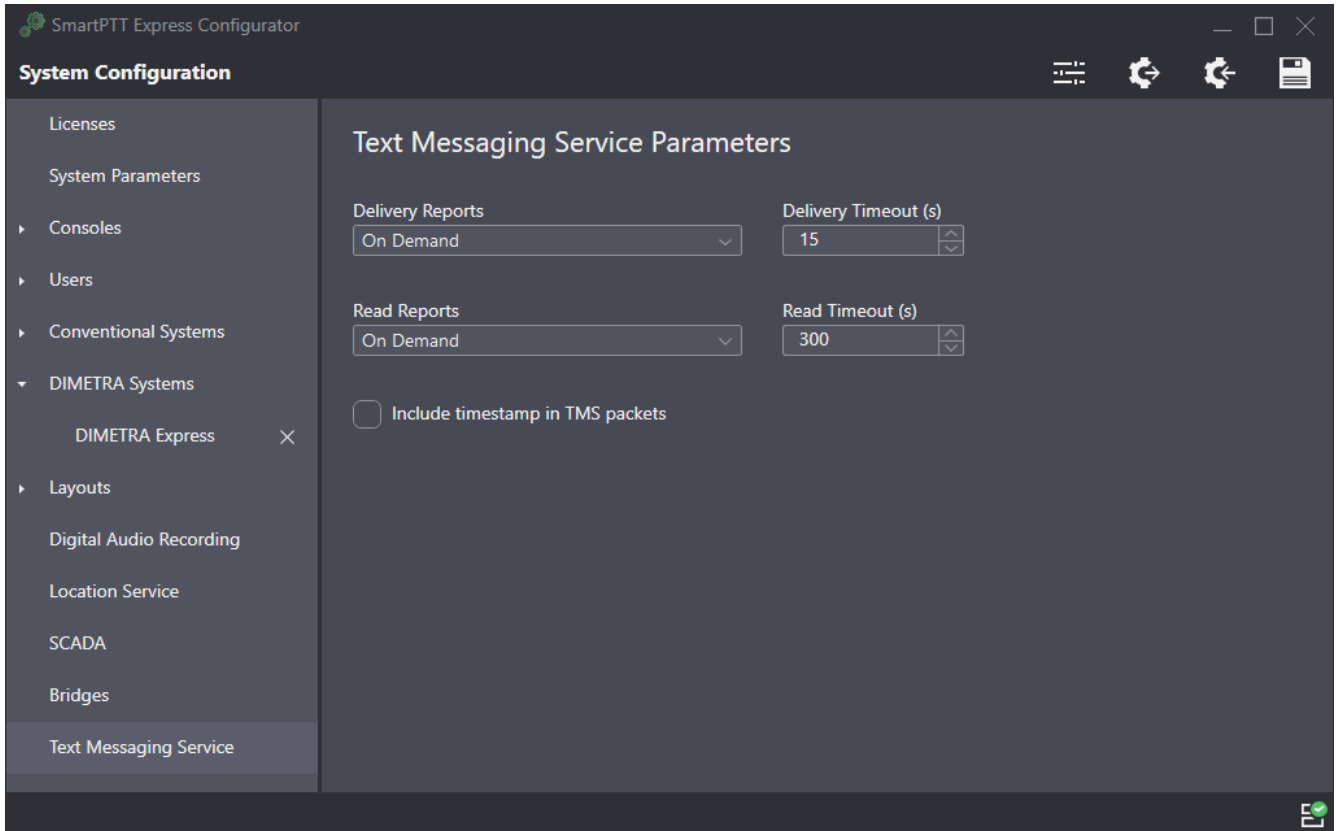 SmartPTT Express Configurator
System Configuration
Licenses
System Parameters
Consoles
Users
Conventional Systems
DIMETRA Systems
DIMETRA Express
Layouts
Digital Audio Recording
Location Service
SCADA
Bridges
Text Messaging Service
Text Messaging Service Parameters
Delivery Reports
On Demand
Delivery Timeout (s)
15
Read Reports
On Demand
Read Timeout (s)
300
Include timestamp in TMS packets